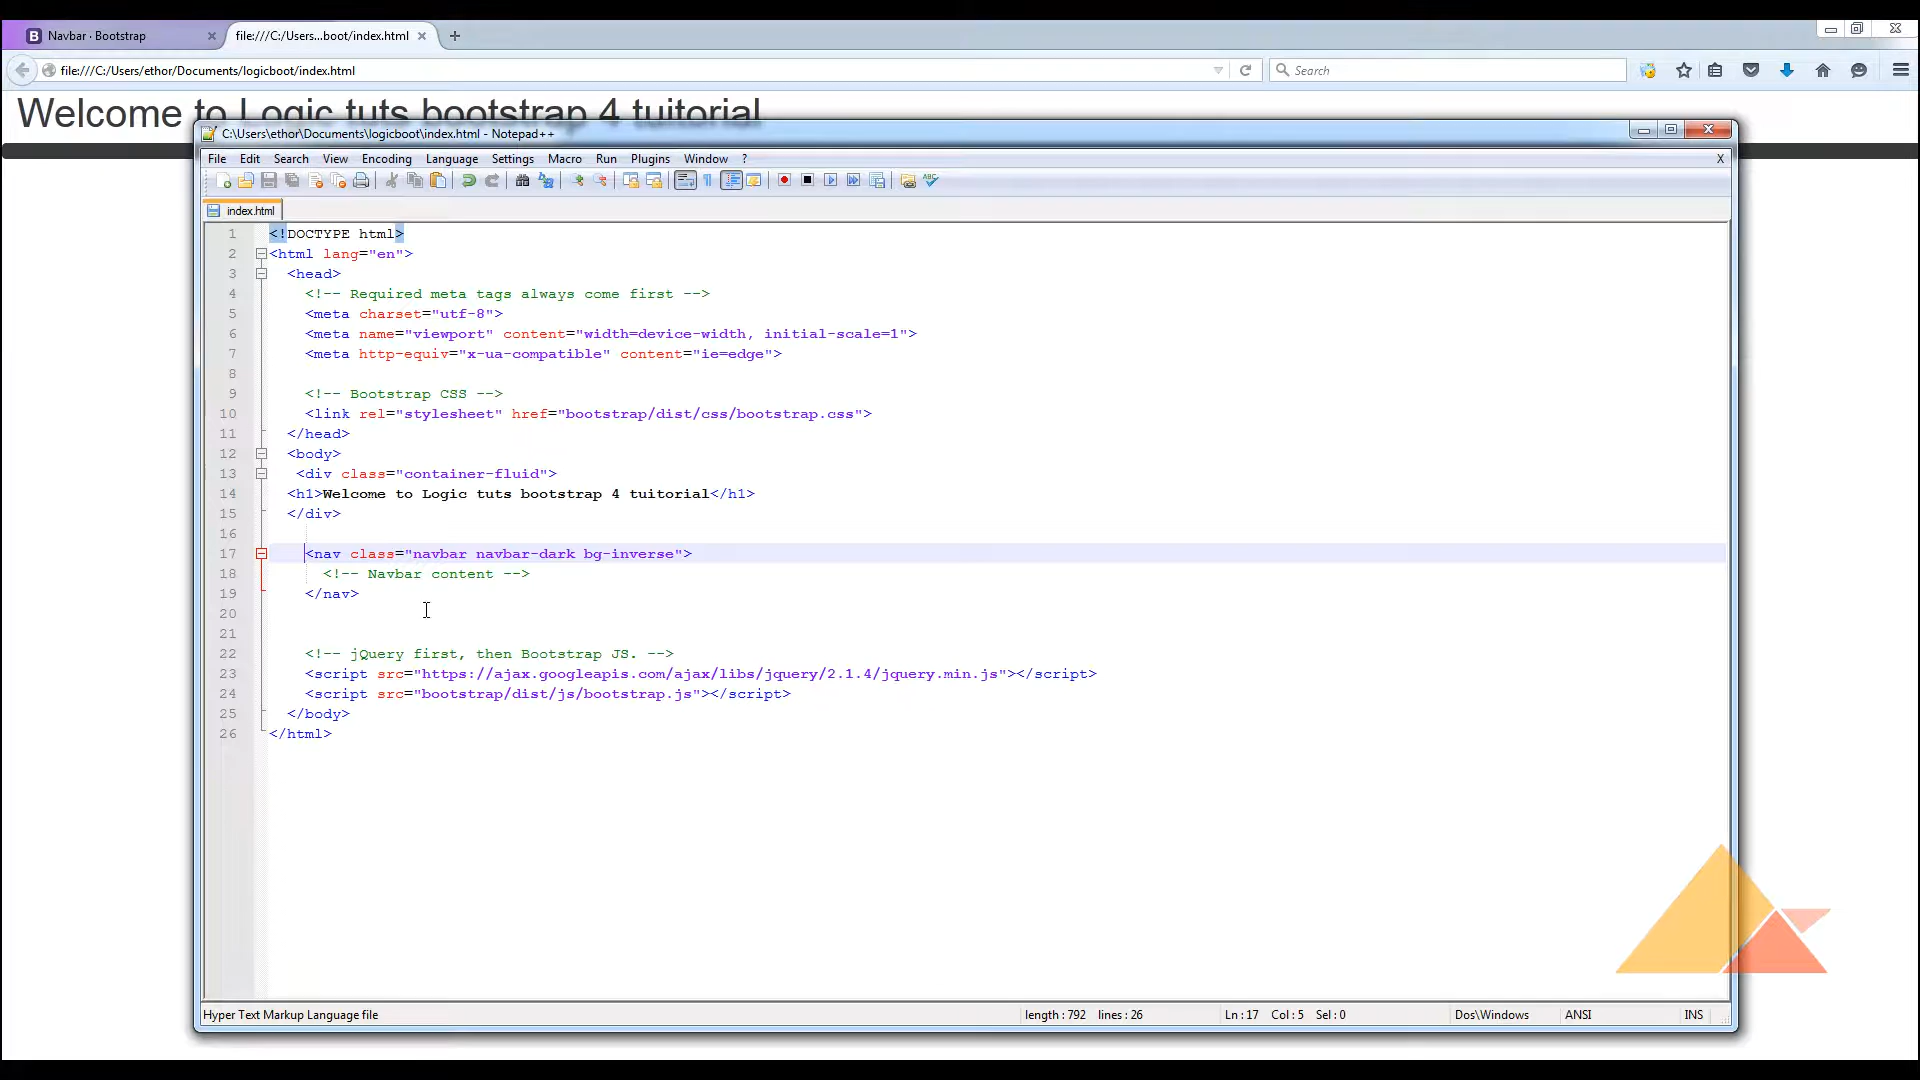 Navbar · Bootstrap
file:///C:/Users...boot/index.html
file:///C:/Users/ethor/Documents/logicboot/index.html
Search
Welcome to Logic tuts bootstrap 4 tuitorial
C:\Users\ethor\Documents\logicboot\index.html - Notepad++
File Edit Search View Encoding Language Settings Macro Run Plugins Window ? X
index.html
1 <!DOCTYPE html>
2 <html lang="en">
3 <head>
4 <!-- Required meta tags always come first -->
5 <meta charset="utf-8">
6 <meta name="viewport" content="width=device-width, initial-scale=1">
7 <meta http-equiv="x-ua-compatible" content="ie=edge">
8
9 <!-- Bootstrap CSS -->
10 <link rel="stylesheet" href="bootstrap/dist/css/bootstrap.css">
11 </head>
12 <body>
13 <div class="container-fluid">
14 <h1>Welcome to Logic tuts bootstrap 4 tuitorial</h1>
15 </div>
16
17 <nav class="navbar navbar-dark bg-inverse">
18 <!-- Navbar content -->
19 </nav>
20
21
22 <!-- jQuery first, then Bootstrap JS. -->
23 <script src="https://ajax.googleapis.com/ajax/libs/jquery/2.1.4/jquery.min.js"></script>
24 <script src="bootstrap/dist/js/bootstrap.js"></script>
25 </body>
26 </html>
Hyper Text Markup Language file length : 792 lines : 26 Ln : 17 Col : 5 Sel : 0 Dos\Windows ANSI INS